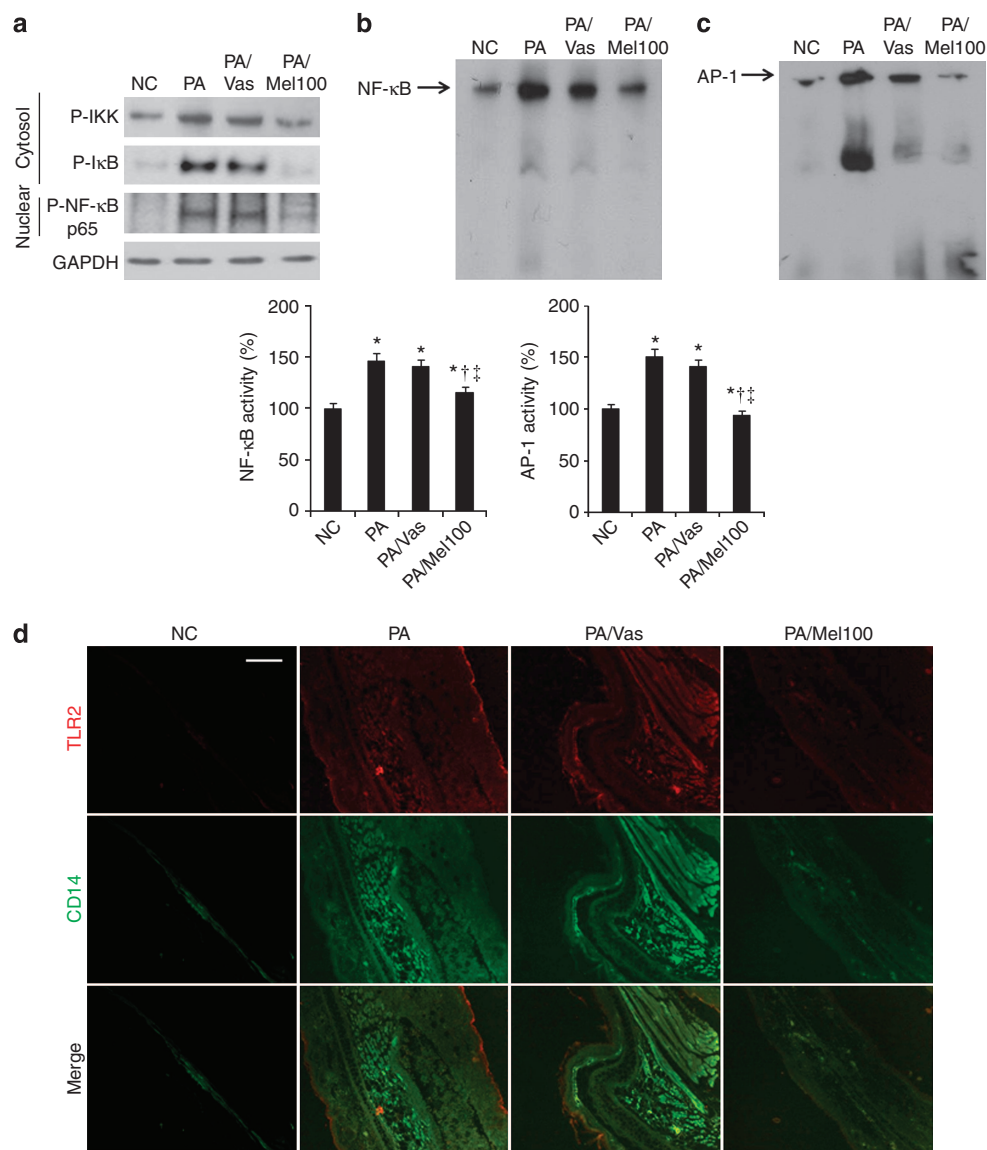 a
NC PA PA/Vas PA/Mel100
Cytosol
P-IKK
P-IκB
Nuclear
P-NF-κB p65
GAPDH
b
NC PA PA/Vas PA/Mel100
NF-κB
c
NC PA PA/Vas PA/Mel100
AP-1
NF-κB activity (%)
200
150
100
50
0
*
*
*†‡
NC PA PA/Vas PA/Mel100
AP-1 activity (%)
200
150
100
50
0
*
*
*†‡
NC PA PA/Vas PA/Mel100
d
NC PA PA/Vas PA/Mel100
TLR2
CD14
Merge